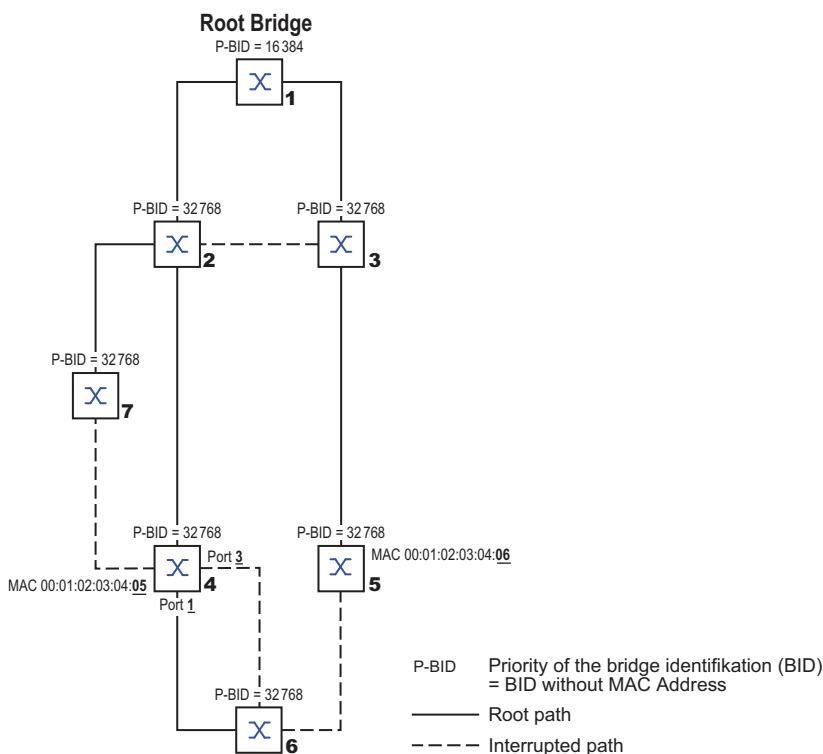 Root Bridge
P-BID = 16 384
1
P-BID = 32 768
P-BID = 32 768
2
3
P-BID = 32 768
7
P-BID = 32 768
P-BID = 32 768
Port 3
MAC 00:01:02:03:04:06
MAC 00:01:02:03:04:05
4
5
Port 1
P-BID Priority of the bridge identifikation (BID)
= BID without MAC Address
P-BID = 32 768
Root path
6
Interrupted path